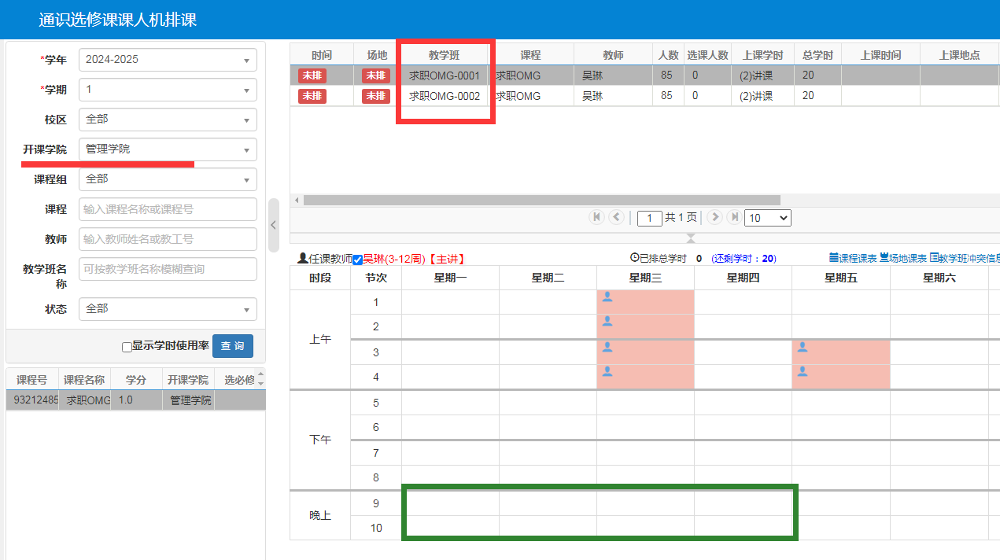 通识选修课课人机排课
*学年 2024-2025
*学期 1
校区 全部
开课学院 管理学院
课程组 全部
课程 输入课程名称或课程号
教师 输入教师姓名或教工号
教学班名称 可按教学班名称模糊查询
状态 全部
显示学时使用率 查 询
课程号 课程名称 学分 开课学院 选必修
93212485 求职OMG 1.0 管理学院
时间 场地 教学班 课程 教师 人数 选课人数 上课学时 总学时 上课时间 上课地点
未排 未排 求职OMG-0001 求职OMG 吴琳 85 0 (2)讲课 20
未排 未排 求职OMG-0002 求职OMG 吴琳 85 0 (2)讲课 20
1 共 1 页 10
任课教师 吴琳(3-12周)【主讲】 已排总学时 0 (还剩学时：20) 课程课表 场地课表 教学班冲突信息
时段 节次 星期一 星期二 星期三 星期四 星期五 星期六
上午
1
2
3
4
下午
5
6
7
8
晚上
9
10